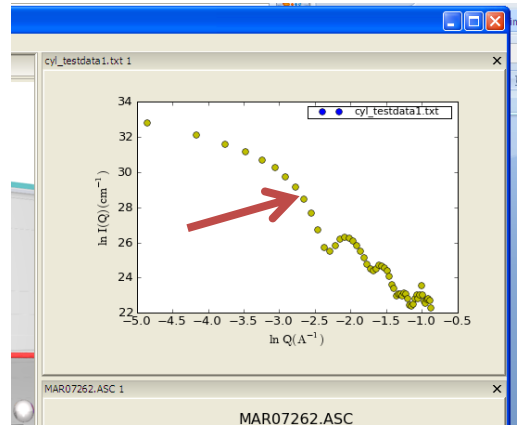 cyl_testdata1.txt 1
34
cyl_testdata1.txt
32
30
28
26
24
22
ln I(Q)(cm⁻¹)
−5.0 −4.5 −4.0 −3.5 −3.0 −2.5 −2.0 −1.5 −1.0 −0.5
ln Q(A⁻¹)
MAR07262.ASC 1
MAR07262.ASC